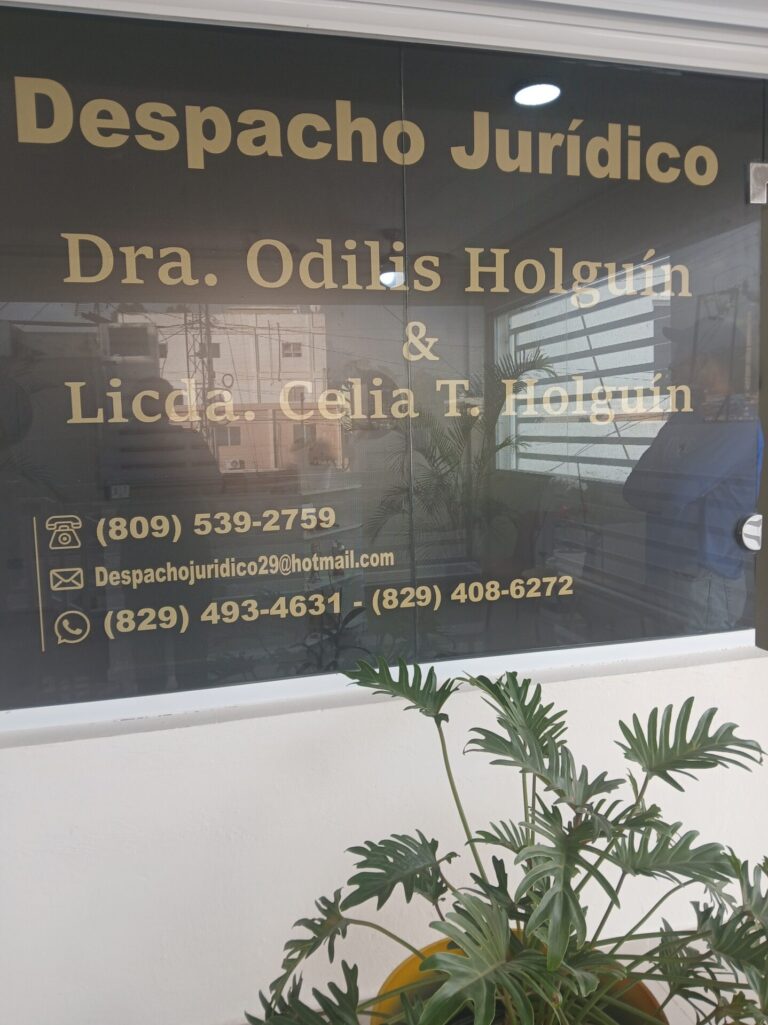 Despacho Jurídico
Dra. Odilis Holguín
&
Licda. Celia T. Holguín
(809) 539-2759
Despachojuridico29@hotmail.com
(829) 493-4631 - (829) 408-6272